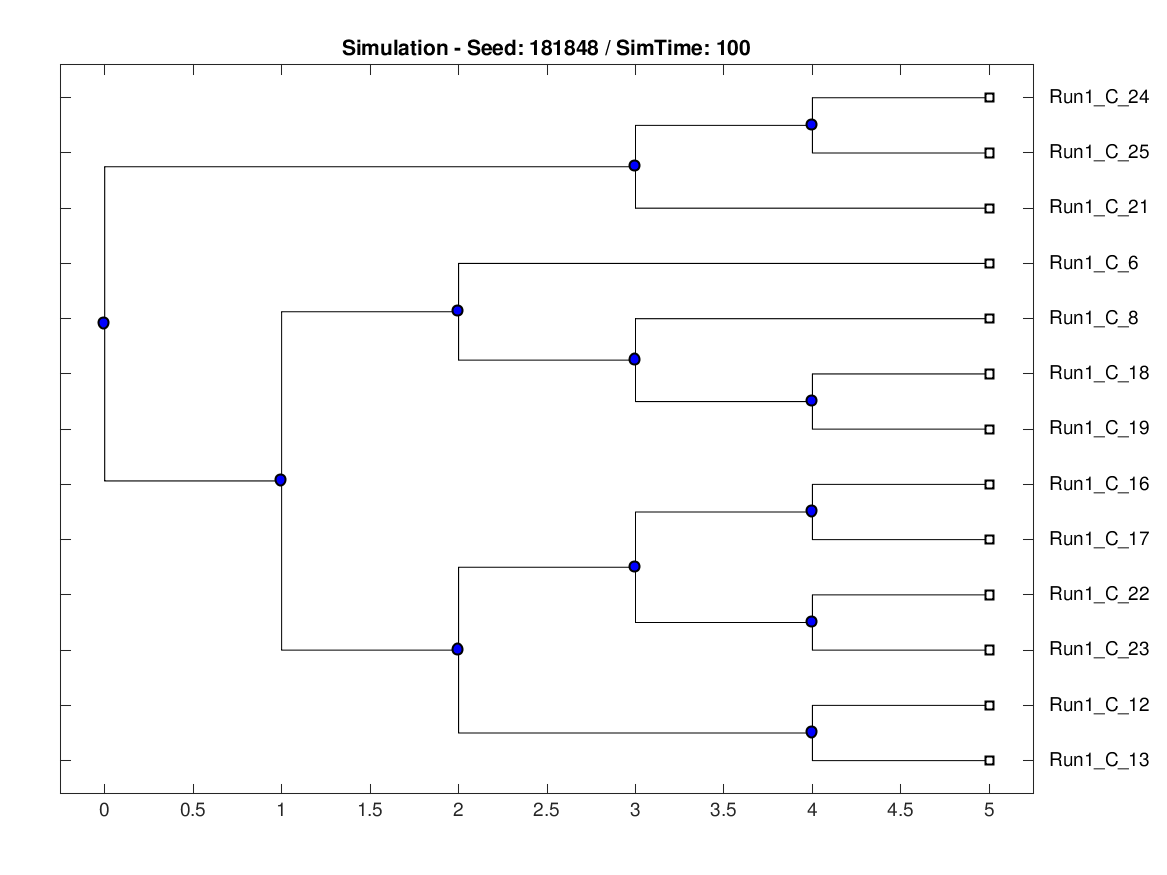 Simulation - Seed: 181848 / SimTime: 100
Run1_C_24
Run1_C_25
Run1_C_21
Run1_C_6
Run1_C_8
Run1_C_18
Run1_C_19
Run1_C_16
Run1_C_17
Run1_C_22
Run1_C_23
Run1_C_12
Run1_C_13
0 0.5 1 1.5 2 2.5 3 3.5 4 4.5 5